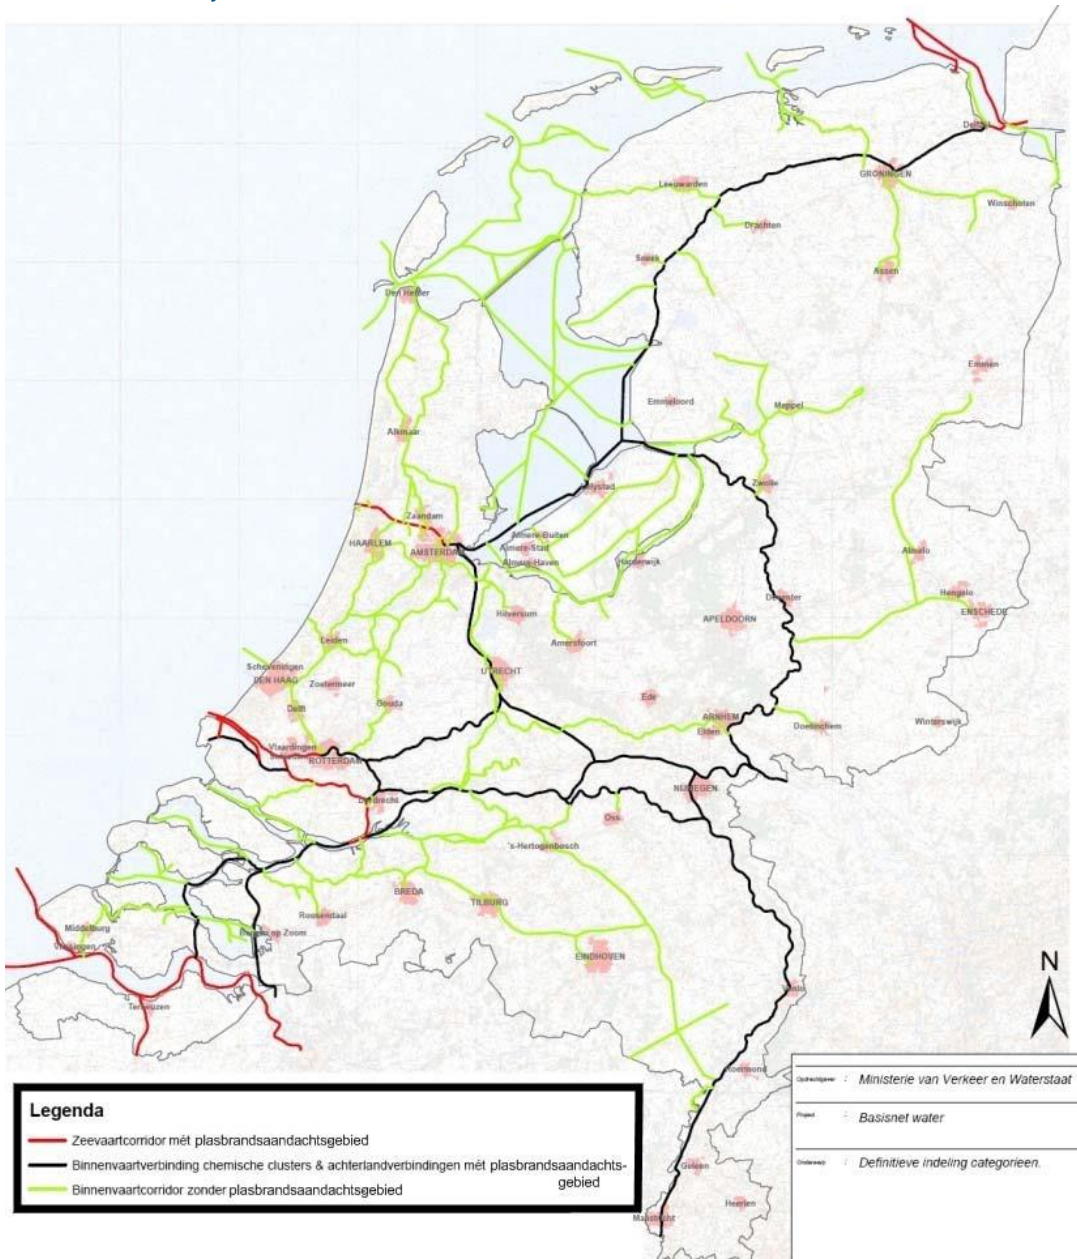 Delfzijl
GRONINGEN
Leeuwarden
Winschoten
Drachten
Sneek
Assen
Den Helder
Emmen
Emmeloord
Meppel
Alkmaar
Lelystad
Zwolle
Zaandam
HAARLEM
AMSTERDAM
Almere-Buiten
Almere-Stad
Almere-Haven
Harderwijk
Almelo
Hengelo
ENSCHEDE
Deventer
APELDOORN
Hilversum
Amersfoort
Leiden
UTRECHT
Scheveningen
DEN HAAG
Zoetermeer
Delft
Gouda
Ede
ARNHEM
Elden
Doetinchem
Winterswijk
Vlaardingen
ROTTERDAM
Dordrecht
NIJMEGEN
Oss
's-Hertogenbosch
BREDA
TILBURG
Roosendaal
Bergen op Zoom
Middelburg
Vlissingen
EINDHOVEN
Terneuzen
Venlo
N
Roermond
Geleen
Heerlen
Maastricht
Legenda
Zeevaartcorridor mét plasbrandsaandachtsgebied
Binnenvaartverbinding chemische clusters & achterlandverbindingen mét plasbrandsaandachts-
gebied
Binnenvaartcorridor zonder plasbrandsaandachtsgebied
Opdrachtgever : Ministerie van Verkeer en Waterstaat
Project : Basisnet water
Onderwerp : Definitieve indeling categorieen.